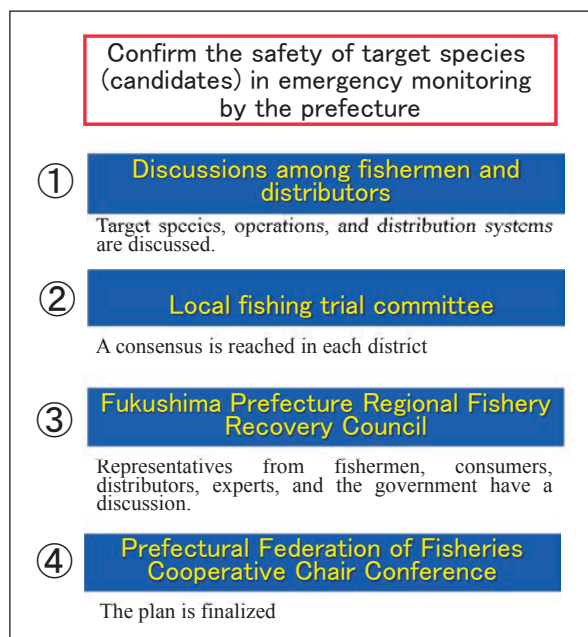 Confirm the safety of target species
(candidates) in emergency monitoring
by the prefecture
① Discussions among fishermen and
distributors
Target species, operations, and distribution systems
are discussed.
② Local fishing trial committee
A consensus is reached in each district
③ Fukushima Prefecture Regional Fishery
Recovery Council
Representatives from fishermen, consumers,
distributors, experts, and the government have a
discussion.
④ Prefectural Federation of Fisheries
Cooperative Chair Conference
The plan is finalized